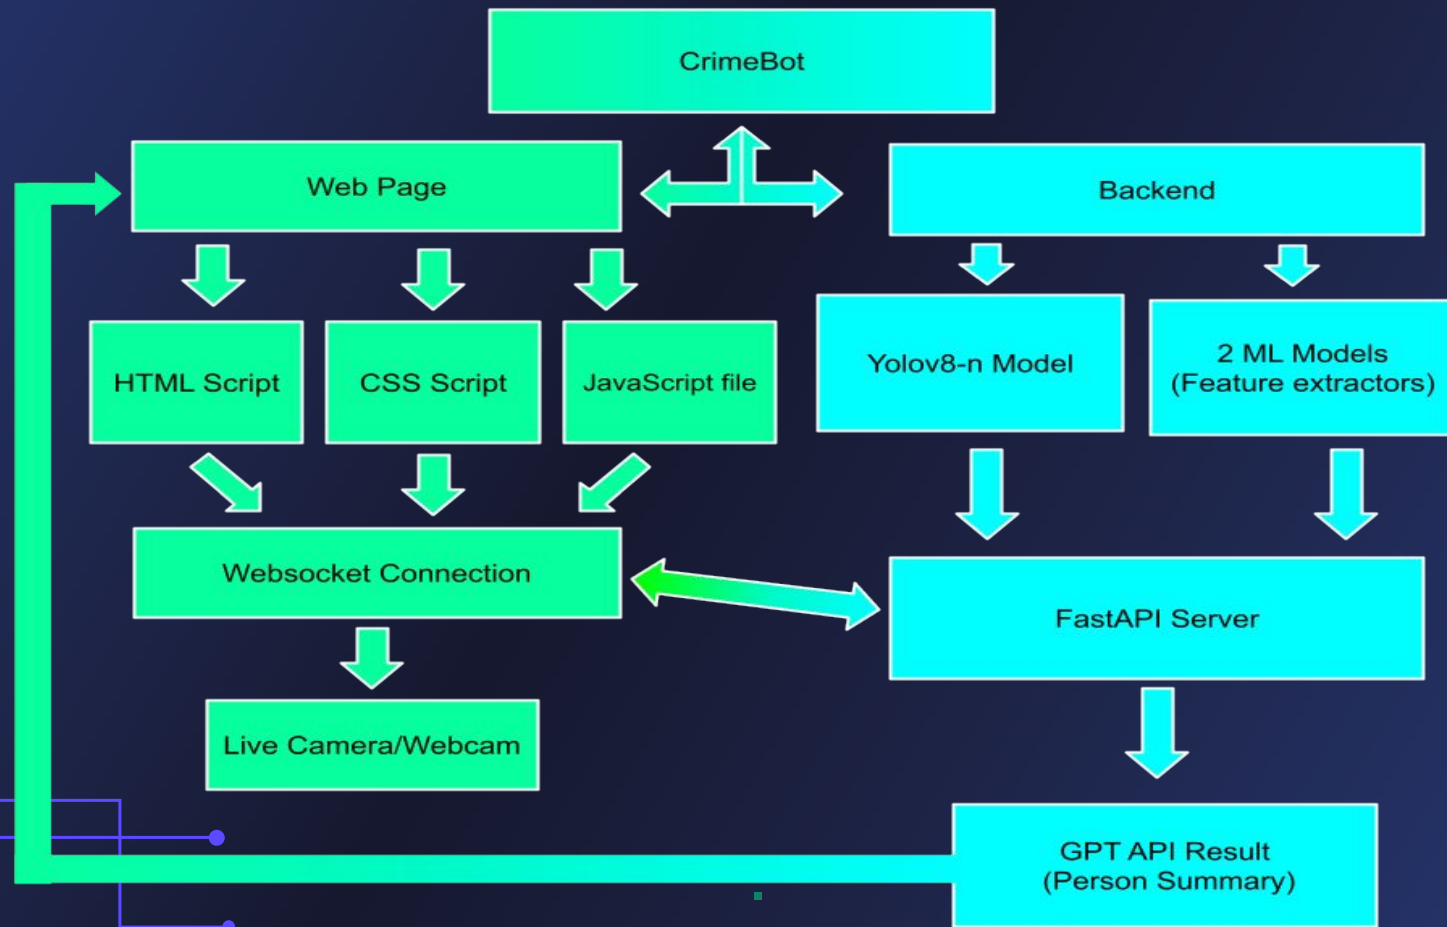 CrimeBot
Web Page
Backend
HTML Script
CSS Script
JavaScript file
Yolov8-n Model
2 ML Models
(Feature extractors)
Websocket Connection
FastAPI Server
Live Camera/Webcam
GPT API Result
(Person Summary)